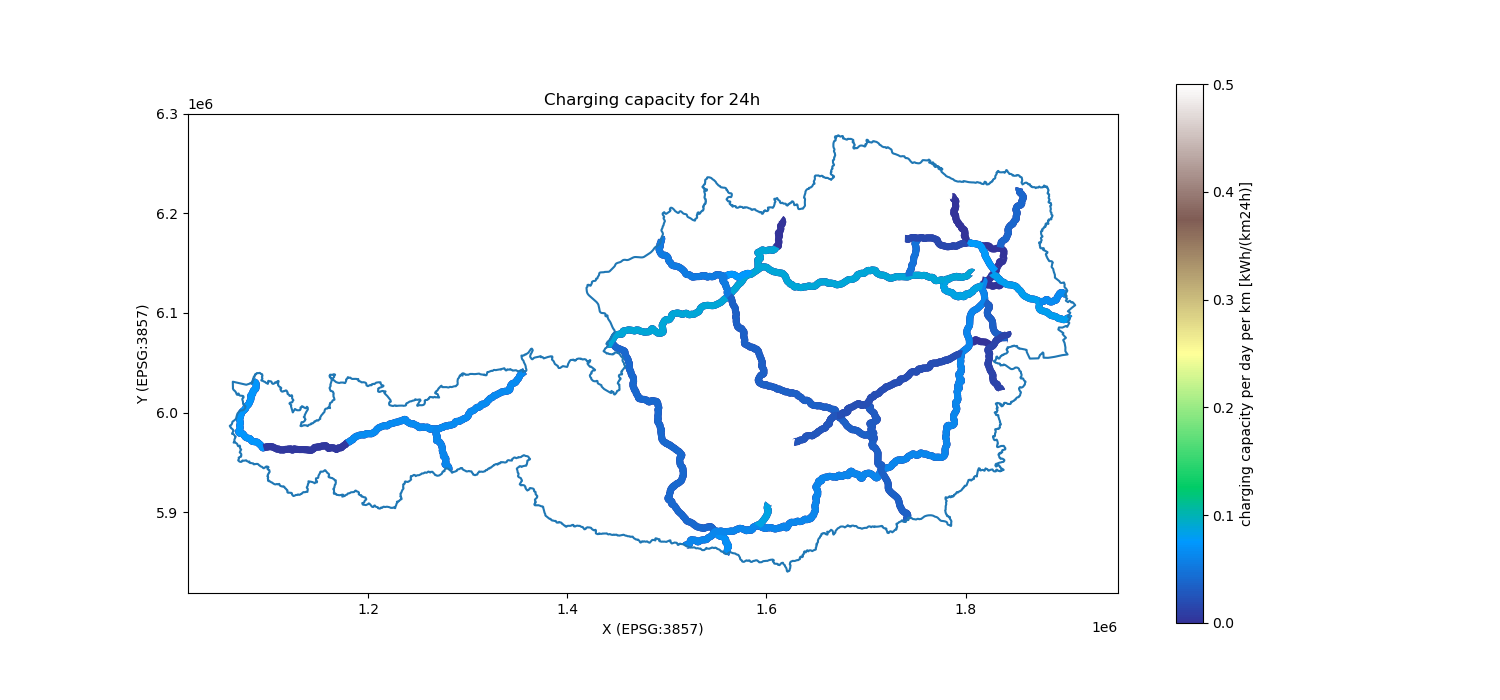 Charging capacity for 24h
1e6
6.3
6.2
6.1
6.0
5.9
Y (EPSG:3857)
1.2
1.4
1.6
1.8
1e6
X (EPSG:3857)
0.5
0.4
0.3
0.2
0.1
0.0
charging capacity per day per km [kWh/(km24h)]